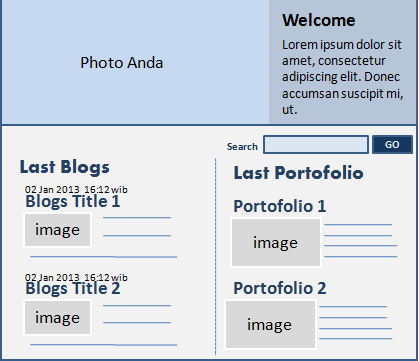 Photo Anda
Welcome
Lorem ipsum dolor sit
amet, consectetur
adipiscing elit. Donec
accumsan suscipit mi,
ut.
Search
GO
Last Blogs
02 Jan 2013 16:12 wib
Blogs Title 1
image
02 Jan 2013 16:12 wib
Blogs Title 2
image
Last Portofolio
Portofolio 1
image
Portofolio 2
image